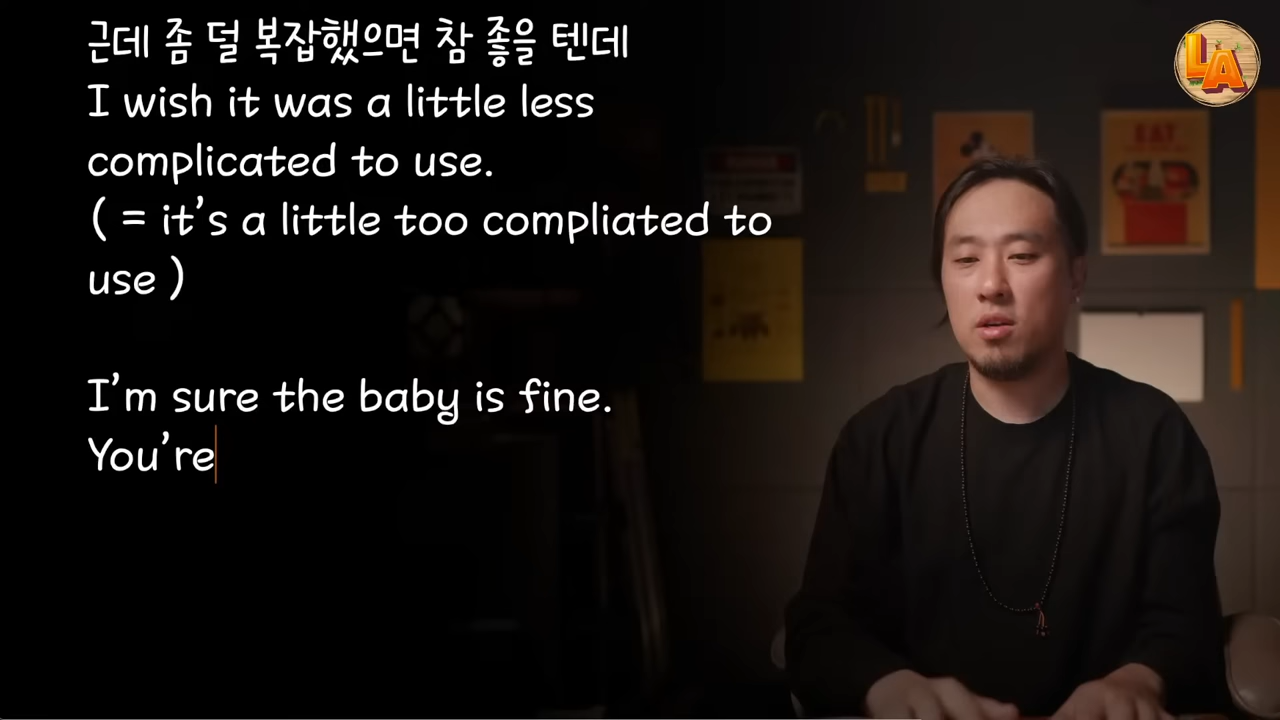 근데 좀 덜 복잡했으면 참 좋을 텐데
I wish it was a little less
complicated to use.
( = it's a little too compliated to
use )
I'm sure the baby is fine.
You're
LA
EAT